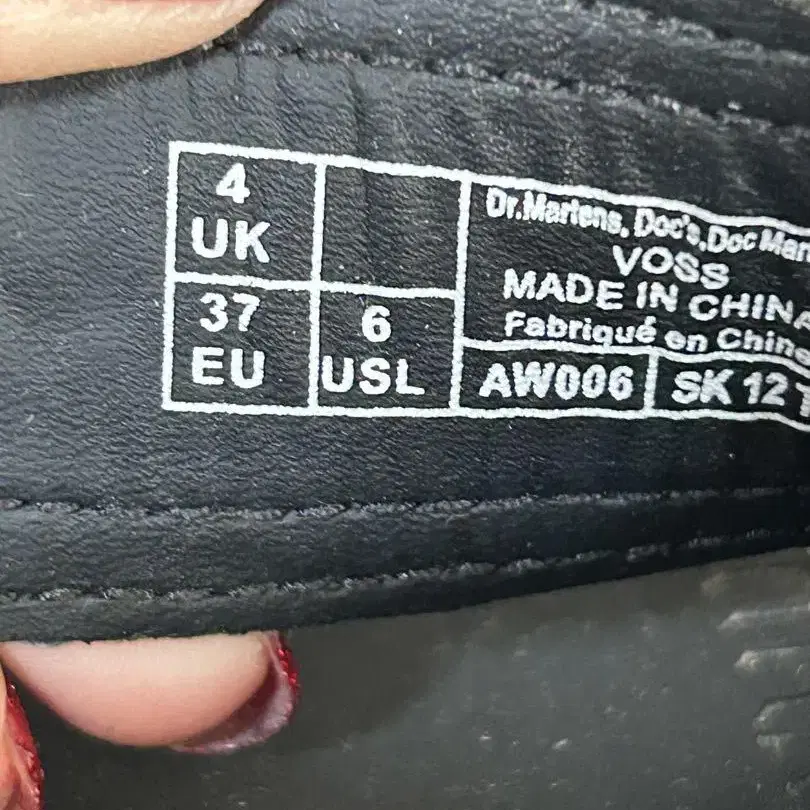 4
UK
37
EU
6
USL
Dr.Martens, Doc's, Doc Mart
VOSS
MADE IN CHINA
Fabriqué en Chine
AW006
SK 12